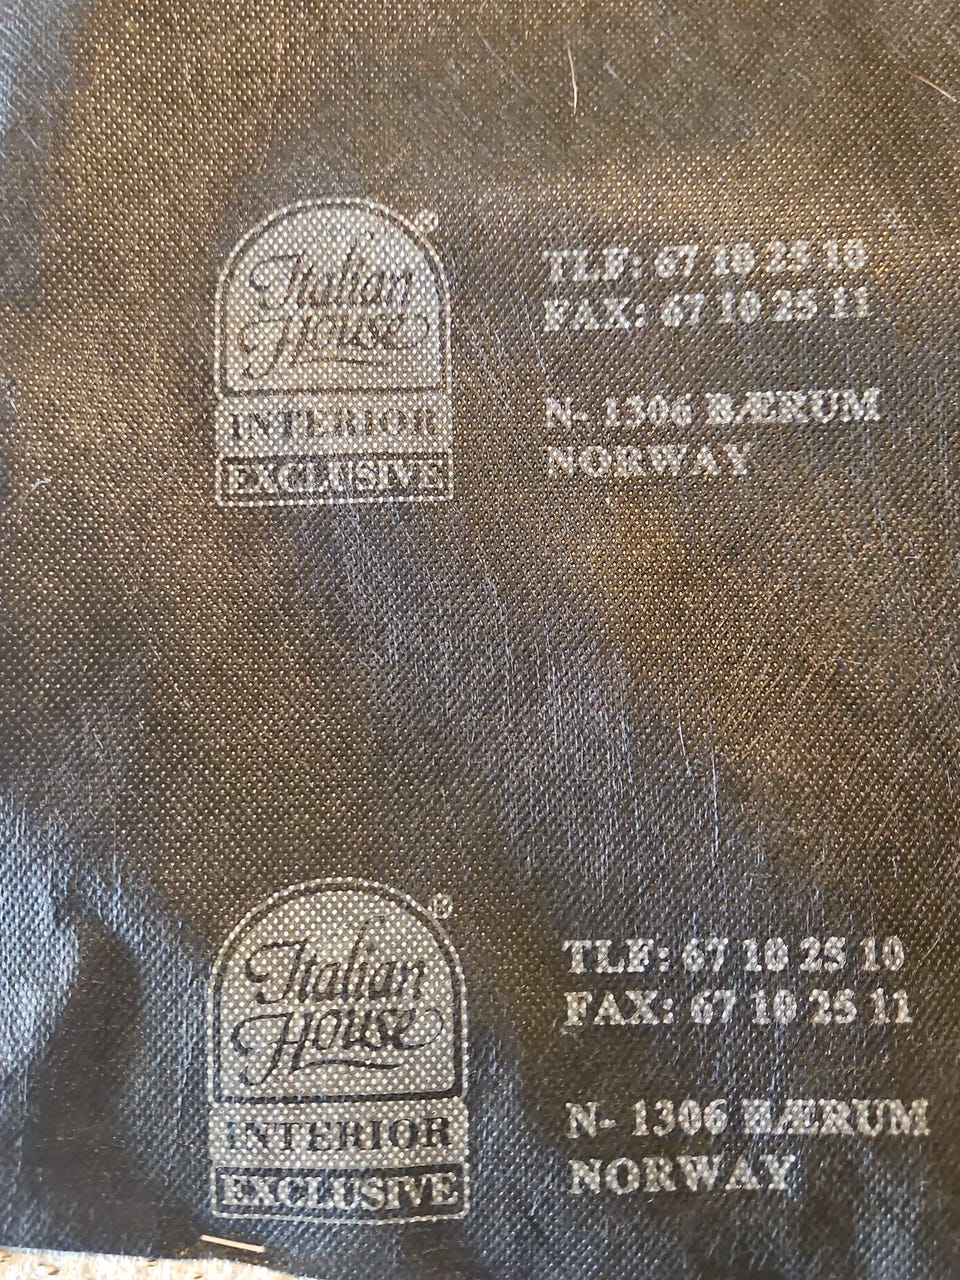 Italian
House
®
INTERIOR
EXCLUSIVE
TLF: 67 10 25 10
FAX: 67 10 25 11
N- 1306 BÆRUM
NORWAY
Italian
House
®
INTERIOR
EXCLUSIVE
TLF: 67 10 25 10
FAX: 67 10 25 11
N- 1306 BÆRUM
NORWAY